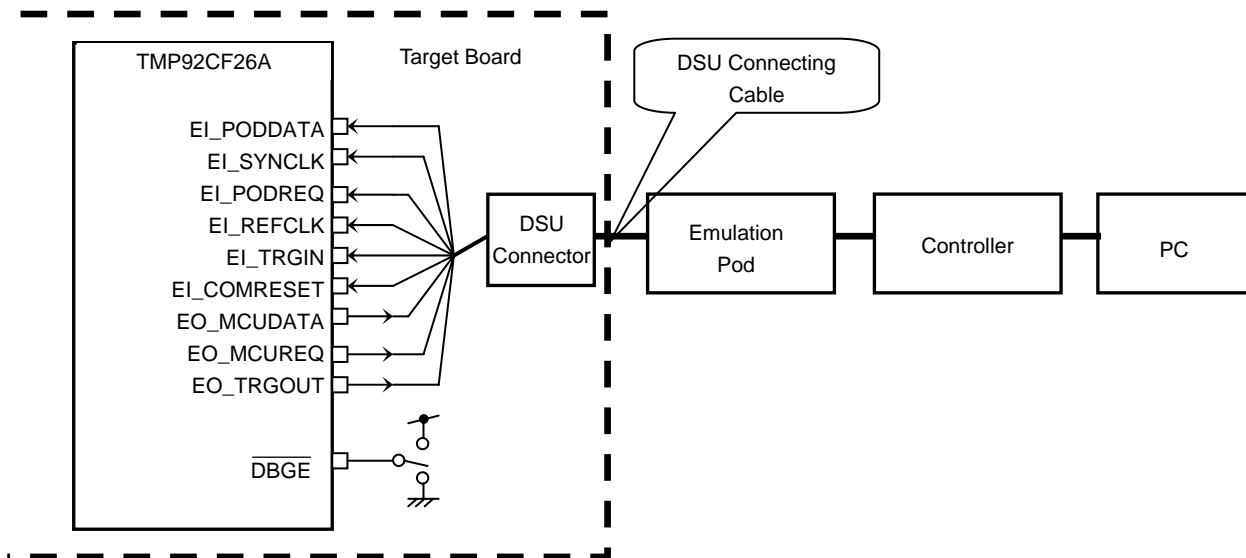 TMP92CF26A
Target Board
DSU Connecting
Cable
EI_PODDATA
EI_SYNCLK
EI_PODREQ
EI_REFCLK
EI_TRGIN
EI_COMRESET
EO_MCUDATA
EO_MCUREQ
EO_TRGOUT
DBGE
DSU
Connector
Emulation
Pod
Controller
PC